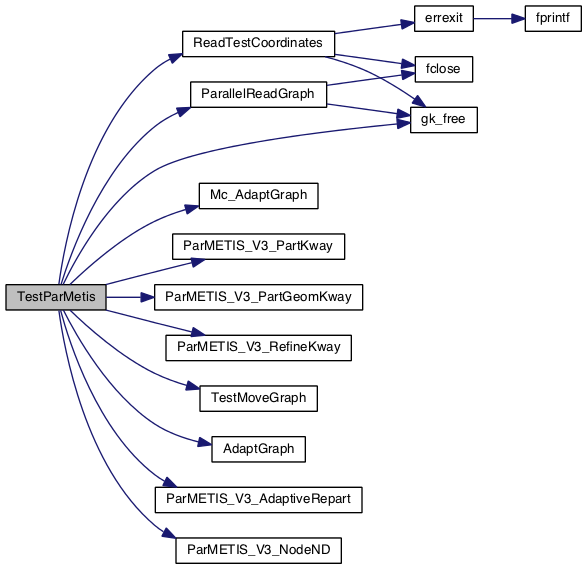 errexit
fprintf
ReadTestCoordinates
fclose
ParallelReadGraph
gk_free
Mc_AdaptGraph
ParMETIS_V3_PartKway
TestParMetis
ParMETIS_V3_PartGeomKway
ParMETIS_V3_RefineKway
TestMoveGraph
AdaptGraph
ParMETIS_V3_AdaptiveRepart
ParMETIS_V3_NodeND